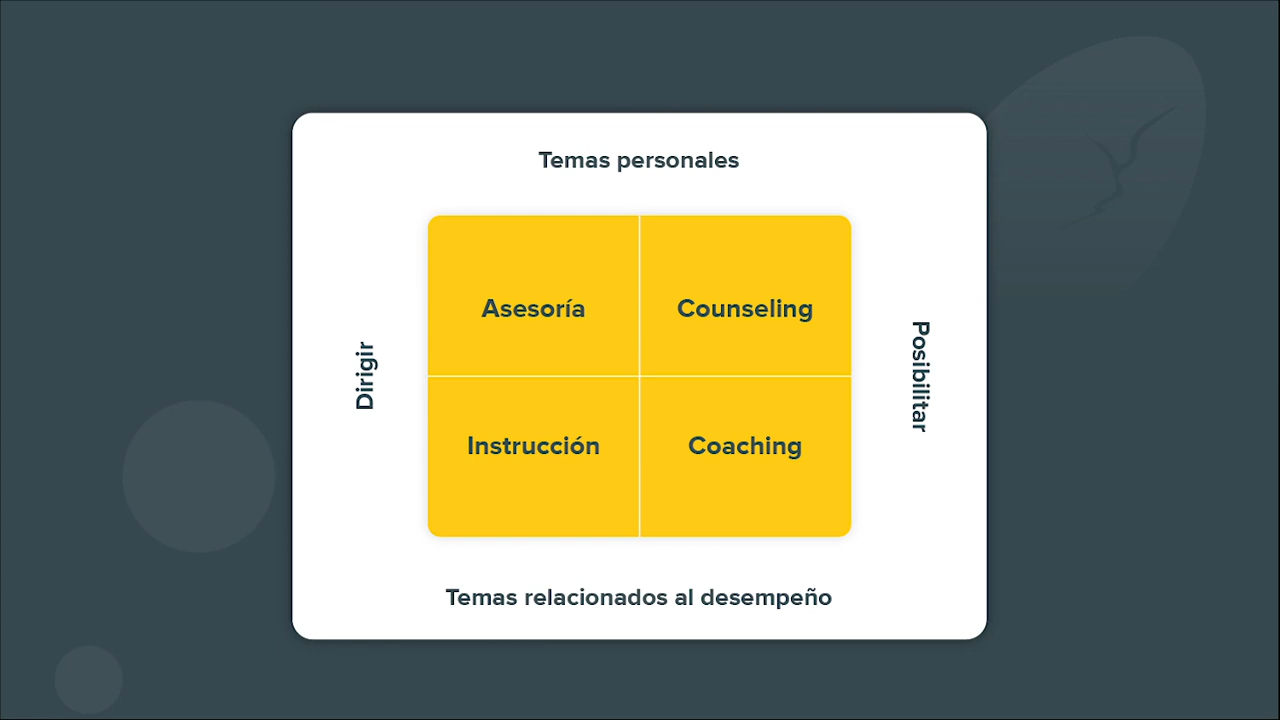 Temas personales
Asesoría
Counseling
Dirigir
Posibilitar
Instrucción
Coaching
Temas relacionados al desempeño